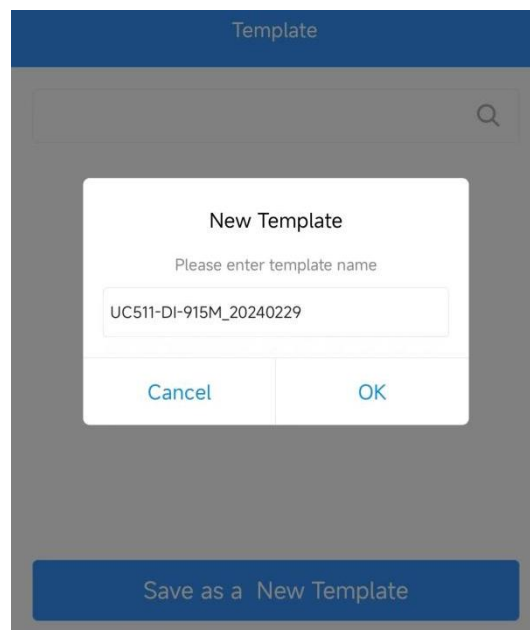 Template
New Template
Please enter template name
UC511-DI-915M_20240229
Cancel
OK
Save as a New Template